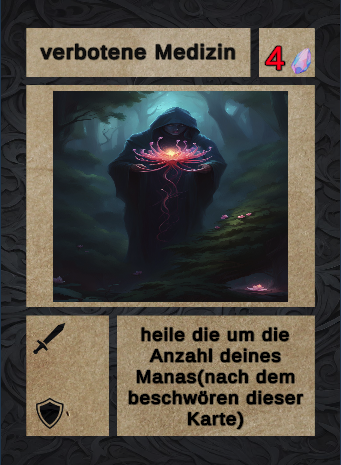 verbotene Medizin
4
heile die um die
Anzahl deines
Manas(nach dem
beschwören dieser
Karte)